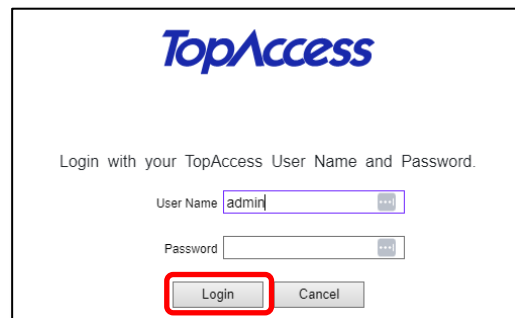 TopAccess
Login with your TopAccess User Name and Password.
User Name admin
Password
Login Cancel